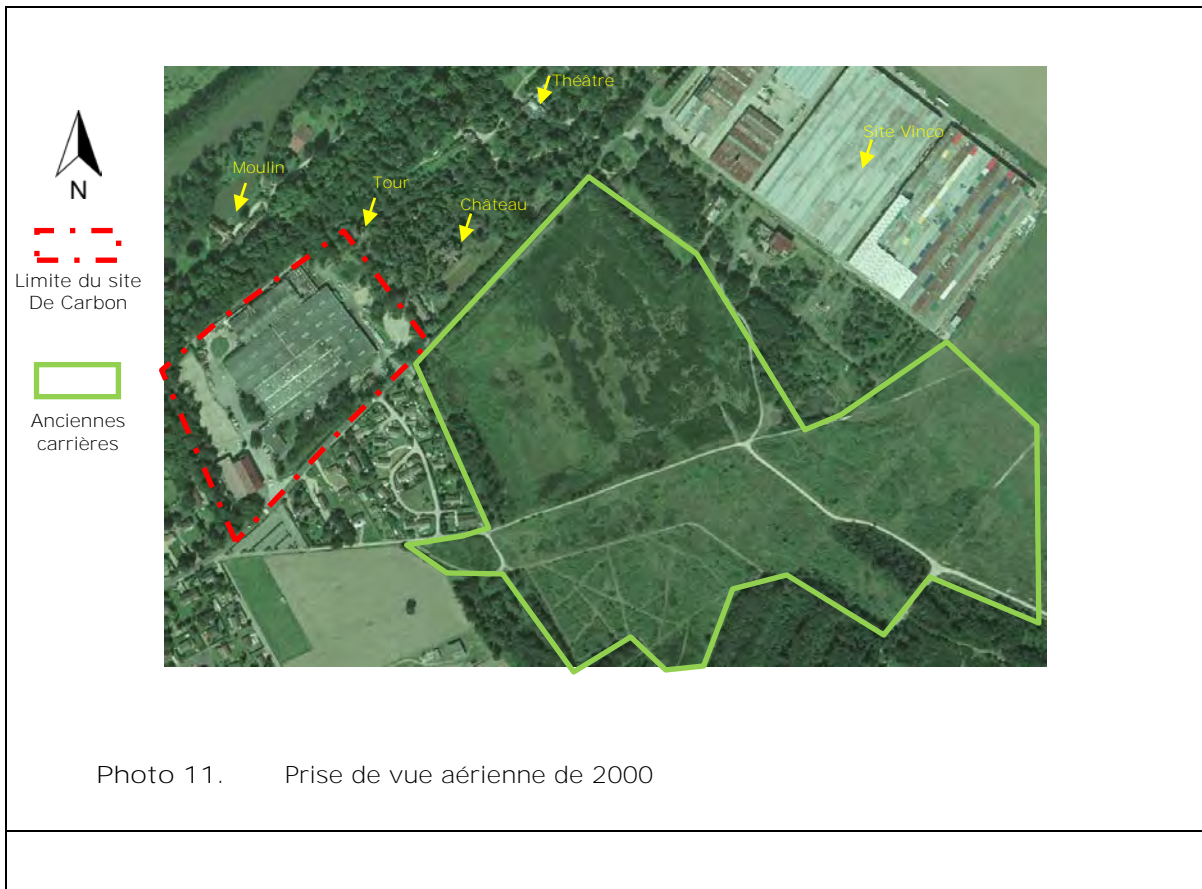 Théâtre
Site Vinco
Moulin
Tour
Château
N
Limite du site
De Carbon
Anciennes
carrières
Photo 11. Prise de vue aérienne de 2000